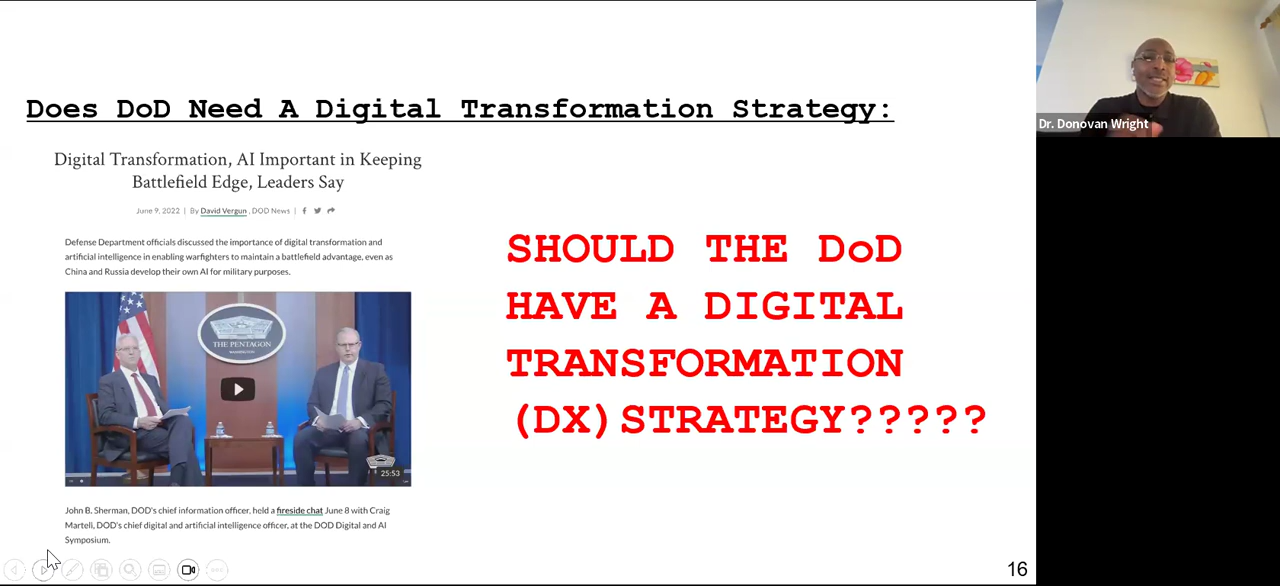 Does DoD Need A Digital Transformation Strategy:
Digital Transformation, AI Important in Keeping
Battlefield Edge, Leaders Say
June 9, 2022 | By David Vergun, DOD News |
Defense Department officials discussed the importance of digital transformation and
artificial intelligence in enabling warfighters to maintain a battlefield advantage, even as
China and Russia develop their own AI for military purposes.
THE PENTAGON
WASHINGTON
25:53
John B. Sherman, DOD's chief information officer, held a fireside chat June 8 with Craig
Martell, DOD's chief digital and artificial intelligence officer, at the DOD Digital and AI
Symposium.
SHOULD THE DoD
HAVE A DIGITAL
TRANSFORMATION
(DX)STRATEGY?????
16
Dr. Donovan Wright